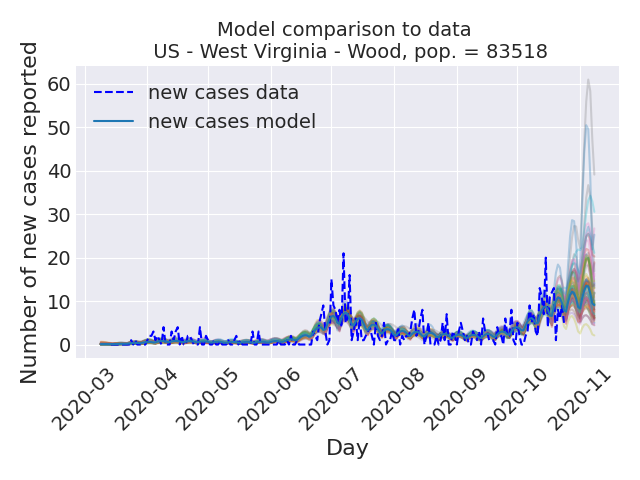 Model comparison to data
US - West Virginia - Wood, pop. = 83518
Number of new cases reported
60
50
40
30
20
10
0
new cases data
new cases model
2020-03
2020-04
2020-05
2020-06
2020-07
2020-08
2020-09
2020-10
2020-11
Day